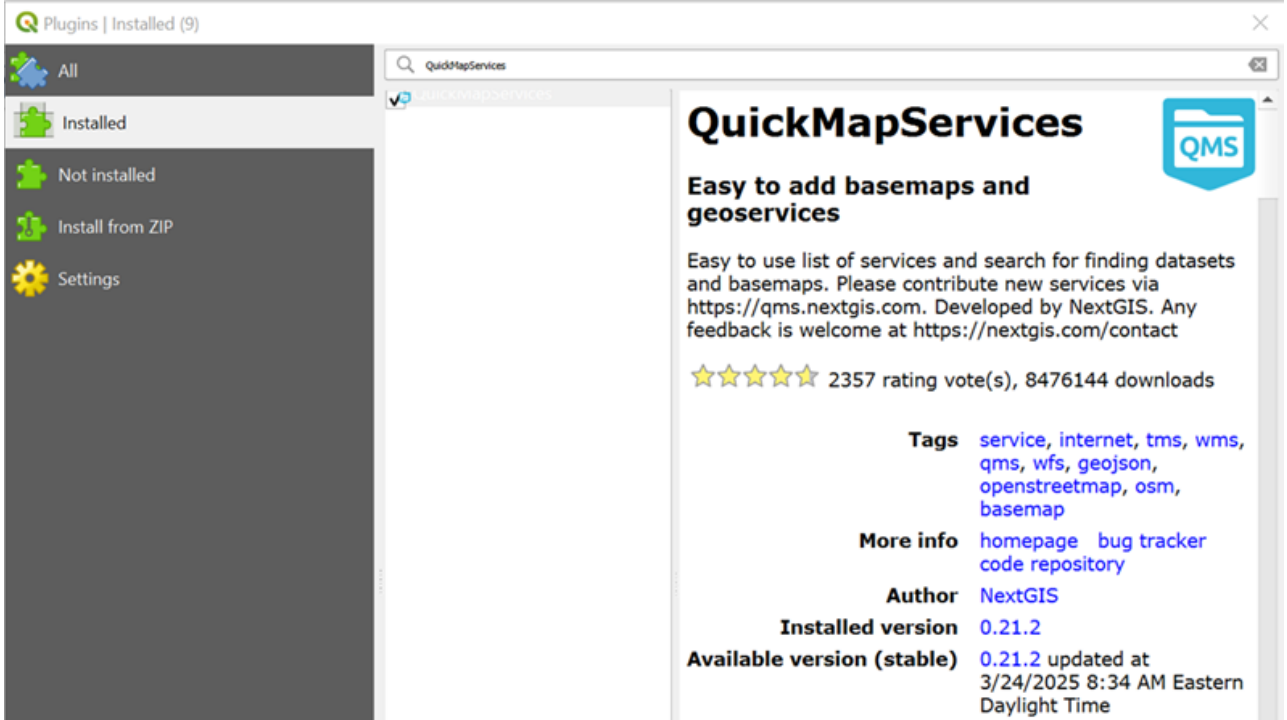 Plugins | Installed (9)
All
Installed
Not installed
Install from ZIP
Settings
QuickMapServices
QuickMapServices
QuickMapServices
QMS
Easy to add basemaps and
geoservices
Easy to use list of services and search for finding datasets
and basemaps. Please contribute new services via
https://qms.nextgis.com. Developed by NextGIS. Any
feedback is welcome at https://nextgis.com/contact
2357 rating vote(s), 8476144 downloads
Tags service, internet, tms, wms,
qms, wfs, geojson,
openstreetmap, osm,
basemap
More info homepage bug tracker
code repository
Author NextGIS
Installed version 0.21.2
Available version (stable) 0.21.2 updated at
3/24/2025 8:34 AM Eastern
Daylight Time